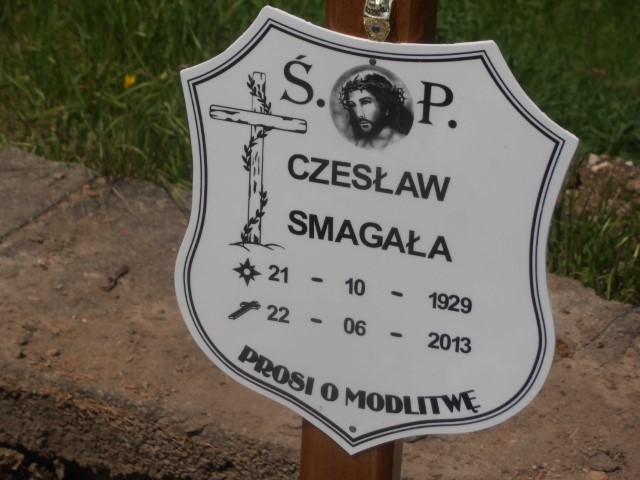 Ś. P.
CZESŁAW
SMAGAŁA
21 - 10 - 1929
22 - 06 - 2013
PROSI O MODLITWĘ